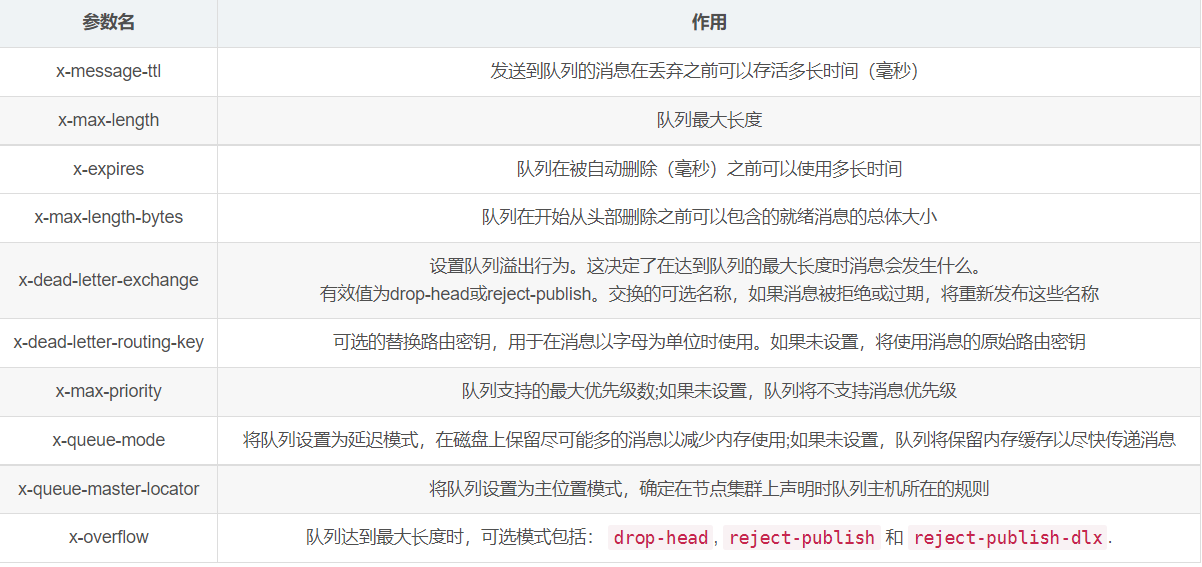 参数名 作用
x-message-ttl 发送到队列的消息在丢弃之前可以存活多长时间（毫秒）
x-max-length 队列最大长度
x-expires 队列在被自动删除（毫秒）之前可以使用多长时间
x-max-length-bytes 队列在开始从头部删除之前可以包含的就绪消息的总体大小
x-dead-letter-exchange 设置队列溢出行为。这决定了在达到队列的最大长度时消息会发生什么。
有效值为drop-head或reject-publish。交换的可选名称，如果消息被拒绝或过期，将重新发布这些名称
x-dead-letter-routing-key 可选的替换路由密钥，用于在消息以字母为单位时使用。如果未设置，将使用消息的原始路由密钥
x-max-priority 队列支持的最大优先级数;如果未设置，队列将不支持消息优先级
x-queue-mode 将队列设置为延迟模式，在磁盘上保留尽可能多的消息以减少内存使用;如果未设置，队列将保留内存缓存以尽快传递消息
x-queue-master-locator 将队列设置为主位置模式，确定在节点集群上声明时队列主机所在的规则
x-overflow 队列达到最大长度时，可选模式包括： drop-head, reject-publish 和 reject-publish-dlx.